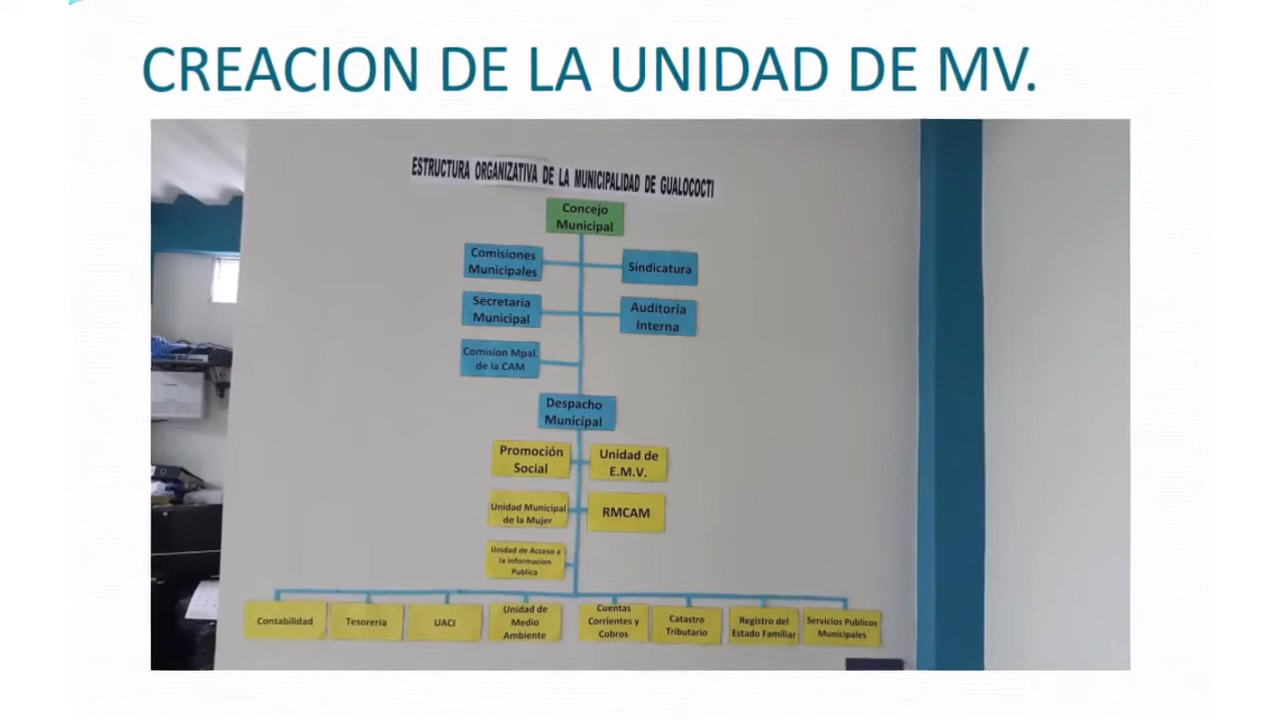 CREACION DE LA UNIDAD DE MV.
ESTRUCTURA ORGANIZATIVA DE LA MUNICIPALIDAD DE GUALOCOCTI
Concejo
Municipal
Comisiones
Municipales
Sindicatura
Secretaria
Municipal
Auditoria
Interna
Comision Mpal.
de la CAM
Despacho
Municipal
Promoción
Social
Unidad de
E.M.V.
Unidad Municipal
de la Mujer
RMCAM
Unidad de Acceso a
la Informacion
Publica
Contabilidad
Tesoreria
UACI
Unidad de
Medio
Ambiente
Cuentas
Corrientes y
Cobros
Catastro
Tributario
Registro del
Estado Familiar
Servicios Publicos
Municipales